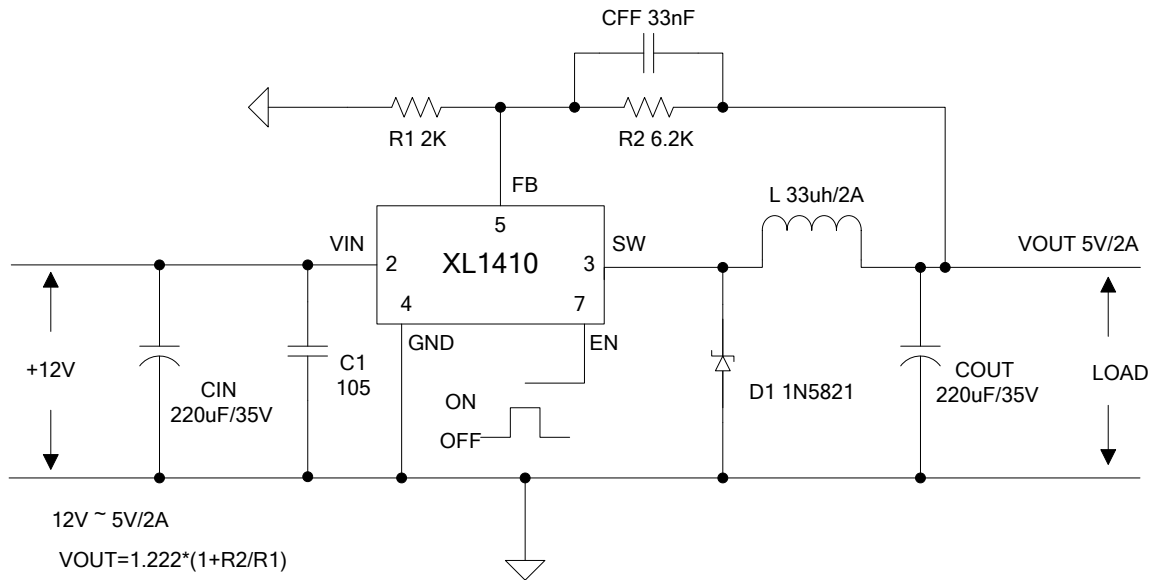 CFF 33nF
R1 2K
R2 6.2K
FB
L 33uh/2A
5
VIN
SW
VOUT 5V/2A
2
XL1410
3
4
7
GND
EN
+12V
C1
105
CIN
220uF/35V
ON
OFF
D1 1N5821
COUT
220uF/35V
LOAD
12V ~ 5V/2A
VOUT=1.222*(1+R2/R1)